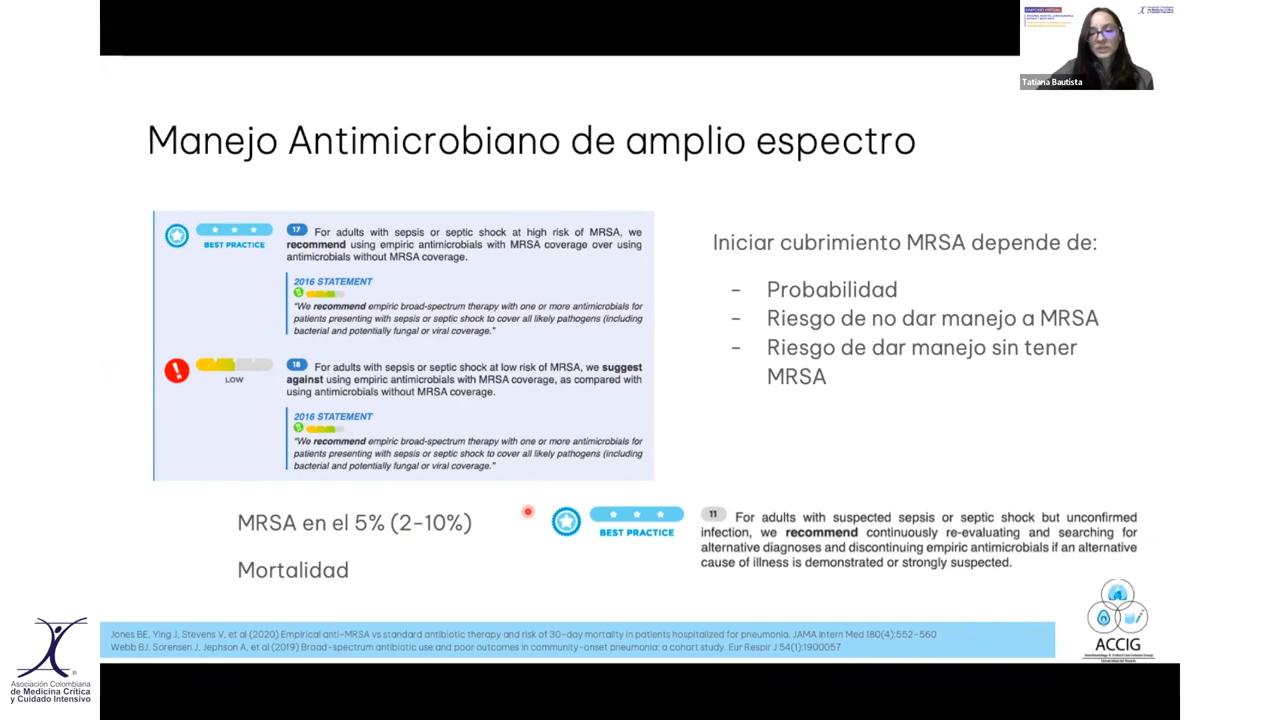 SIMPOSIO VIRTUAL
Tatiana Bautista
Manejo Antimicrobiano de amplio espectro
BEST PRACTICE
17 For adults with sepsis or septic shock at high risk of MRSA, we
recommend using empiric antimicrobials with MRSA coverage over using
antimicrobials without MRSA coverage.
2016 STATEMENT
“We recommend empiric broad-spectrum therapy with one or more antimicrobials for
patients presenting with sepsis or septic shock to cover all likely pathogens (including
bacterial and potentially fungal or viral coverage.”
LOW
18 For adults with sepsis or septic shock at low risk of MRSA, we suggest
against using empiric antimicrobials with MRSA coverage, as compared with
using antimicrobials without MRSA coverage.
2016 STATEMENT
“We recommend empiric broad-spectrum therapy with one or more antimicrobials for
patients presenting with sepsis or septic shock to cover all likely pathogens (including
bacterial and potentially fungal or viral coverage.”
Iniciar cubrimiento MRSA depende de:
- Probabilidad
- Riesgo de no dar manejo a MRSA
- Riesgo de dar manejo sin tener
MRSA
MRSA en el 5% (2-10%)
Mortalidad
BEST PRACTICE
11 For adults with suspected sepsis or septic shock but unconfirmed
infection, we recommend continuously re-evaluating and searching for
alternative diagnoses and discontinuing empiric antimicrobials if an alternative
cause of illness is demonstrated or strongly suspected.
Jones BE, Ying J, Stevens V, et al (2020) Empirical anti-MRSA vs standard antibiotic therapy and risk of 30-day mortality in patients hospitalized for pneumonia. JAMA Intern Med 180(4):552-560
Webb BJ, Sorensen J, Jephson A, et al (2019) Broad-spectrum antibiotic use and poor outcomes in community-onset pneumonia: a cohort study. Eur Respir J 54(1):1900057
ACCIG
Asociación Colombiana
de Medicina Crítica
y Cuidado Intensivo